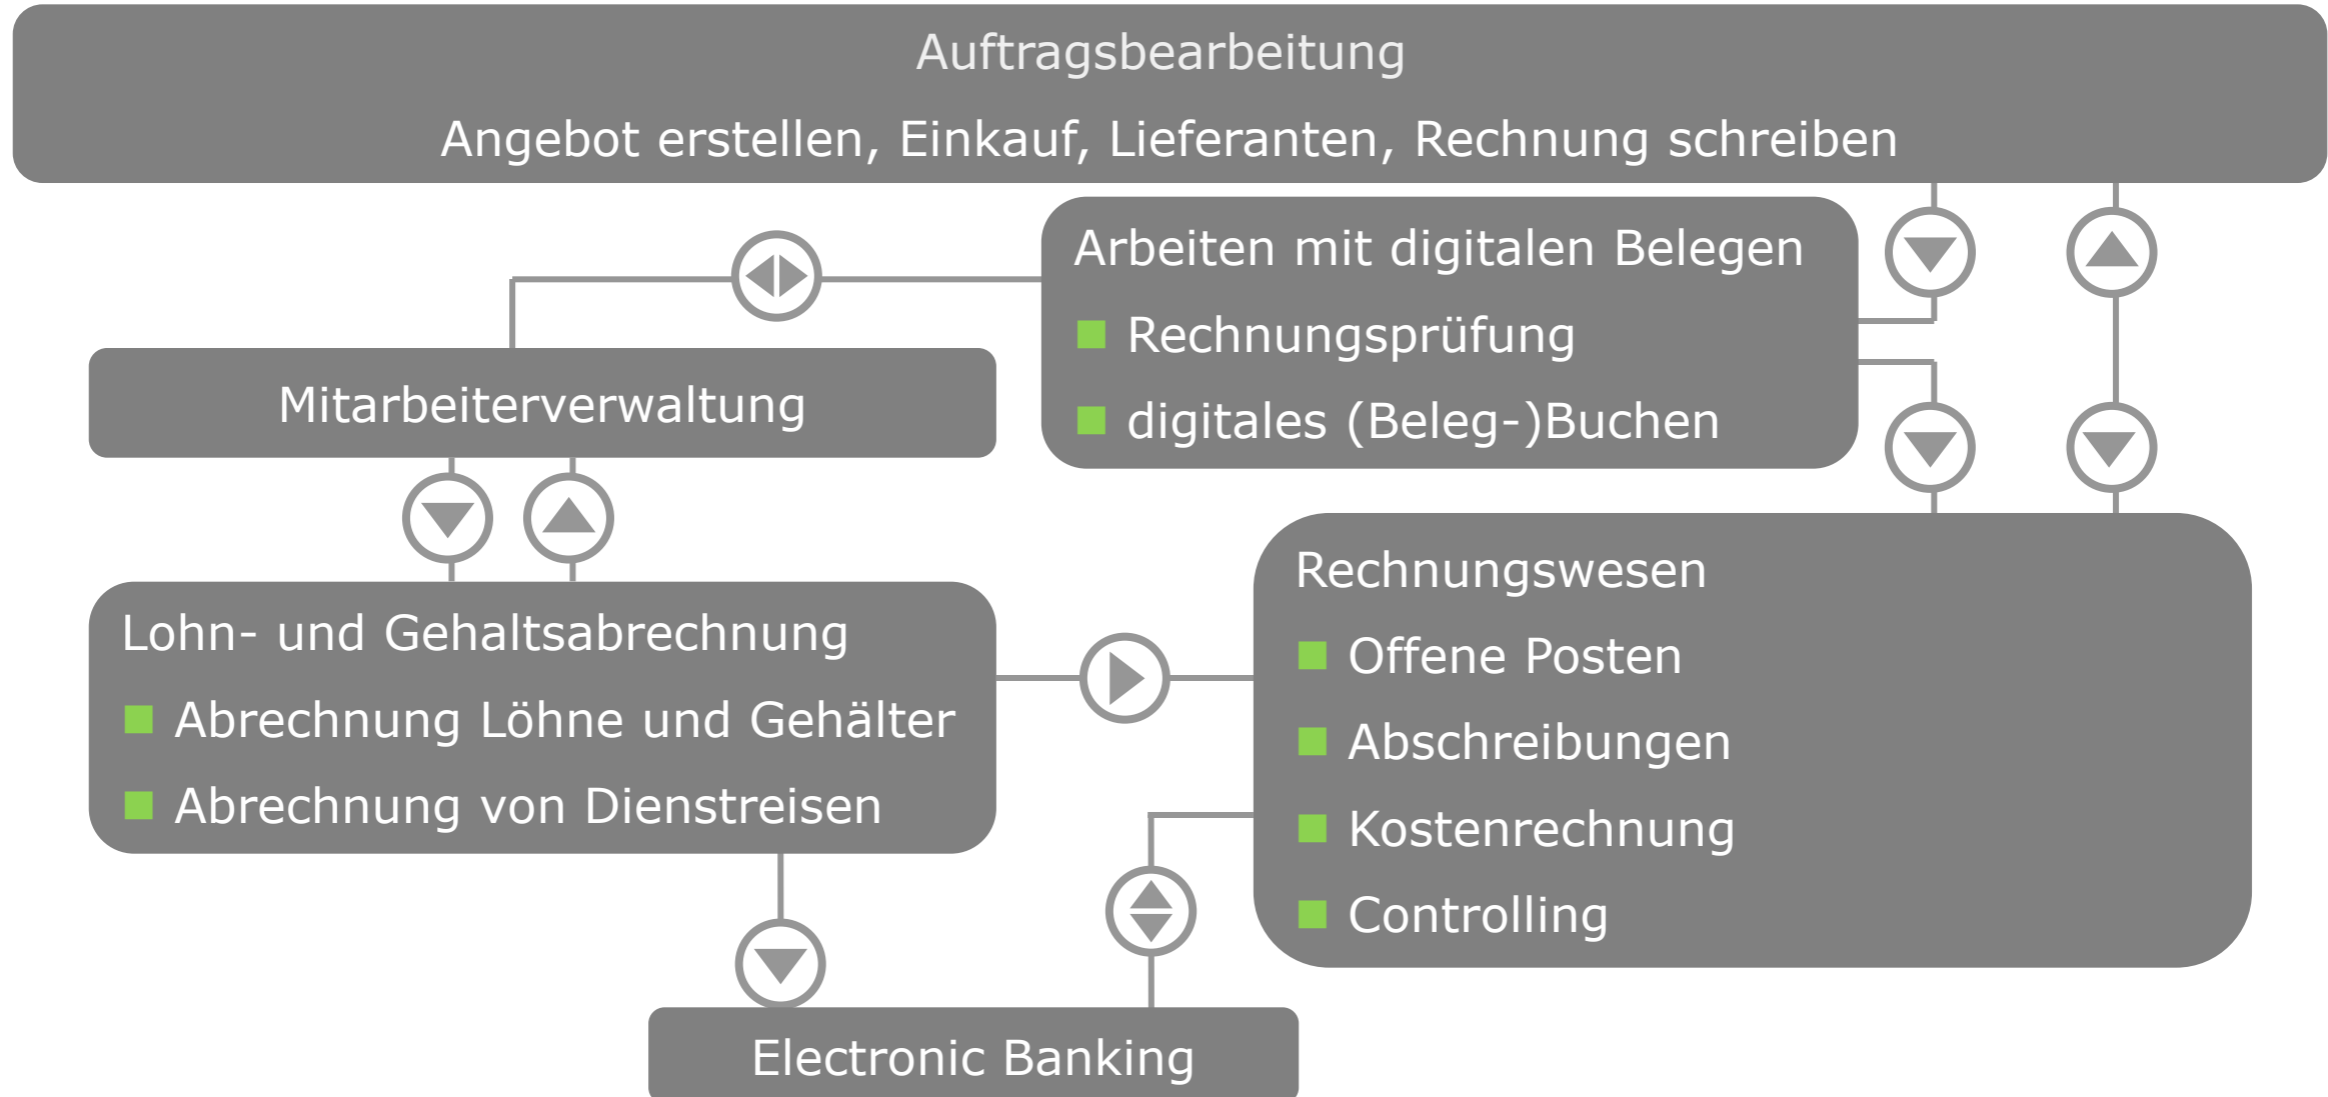 Auftragsbearbeitung
Angebot erstellen, Einkauf, Lieferanten, Rechnung schreiben
Arbeiten mit digitalen Belegen
Rechnungsprüfung
digitales (Beleg-)Buchen
Mitarbeiterverwaltung
Lohn- und Gehaltsabrechnung
Abrechnung Löhne und Gehälter
Abrechnung von Dienstreisen
Rechnungswesen
Offene Posten
Abschreibungen
Kostenrechnung
Controlling
Electronic Banking